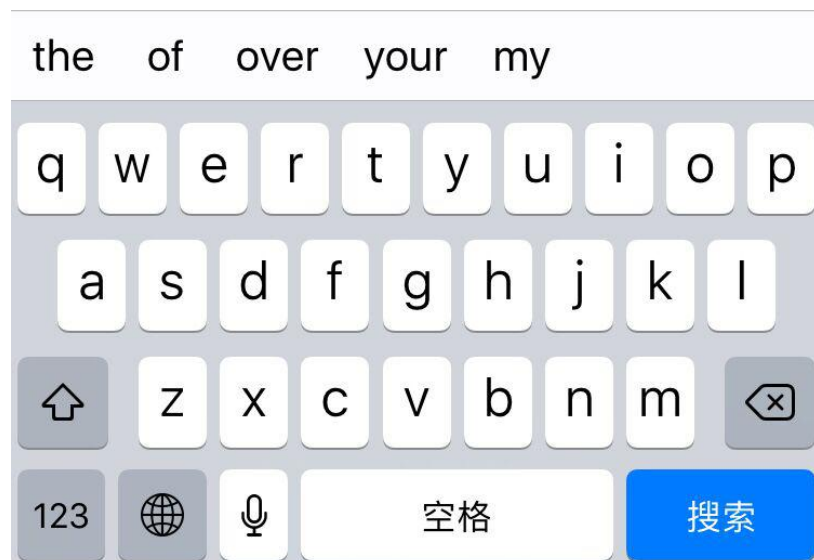 the of over your my
q w e r t y u i o p
a s d f g h j k l
z x c v b n m
123 空格 搜索